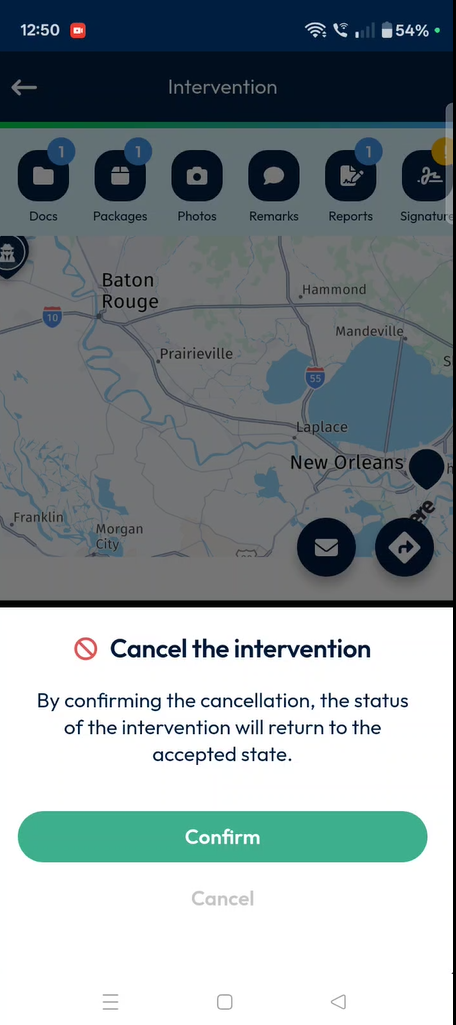 12:50
54%
Intervention
1
1
1
Docs
Packages
Photos
Remarks
Reports
Signature
Baton
Rouge
Hammond
10
Mandeville
Prairieville
55
Laplace
New Orleans
Franklin
Morgan
City
ere
Cancel the intervention
By confirming the cancellation, the status
of the intervention will return to the
accepted state.
Confirm
Cancel